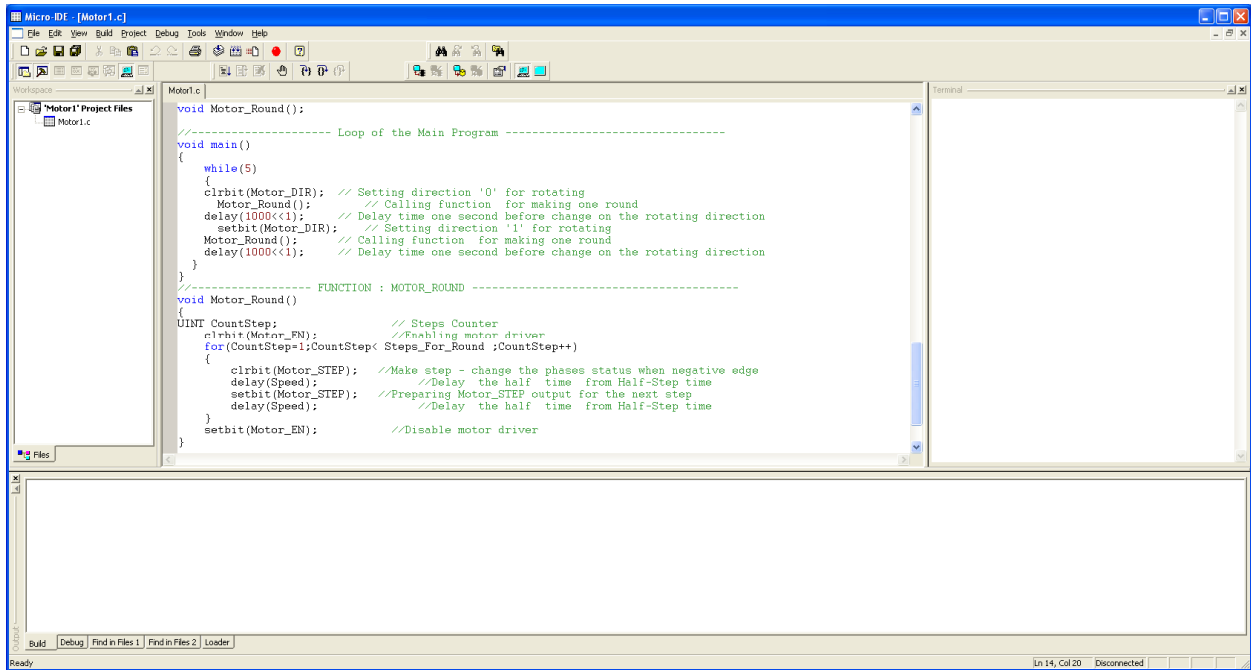 Micro-IDE - [Motor1.c]
File Edit View Build Project Debug Tools Window Help
Workspace
Motor1.c
Terminal
'Motor1' Project Files
Motor1.c
void Motor_Round();
//--------------------- Loop of the Main Program ---------------------------------
void main()
{
while(5)
{
clrbit(Motor_DIR); // Setting direction '0' for rotating
Motor_Round(); // Calling function for making one round
delay(1000<<1); // Delay time one second before change on the rotating direction
setbit(Motor_DIR); // Setting direction '1' for rotating
Motor_Round(); // Calling function for making one round
delay(1000<<1); // Delay time one second before change on the rotating direction
}
}
//------------------ FUNCTION : MOTOR_ROUND ----------------------------------------
void Motor_Round()
{
UINT CountStep; // Steps Counter
clrbit(Motor_EN); //Enabling motor driver
for(CountStep=1;CountStep< Steps_For_Round ;CountStep++)
{
clrbit(Motor_STEP); //Make step - change the phases status when negative edge
delay(Speed); //Delay the half time from Half-Step time
setbit(Motor_STEP); //Preparing Motor_STEP output for the next step
delay(Speed); //Delay the half time from Half-Step time
}
setbit(Motor_EN); //Disable motor driver
}
Files
Output
Build Debug Find in Files 1 Find in Files 2 Loader
Ready
Ln 14, Col 20 Disconnected